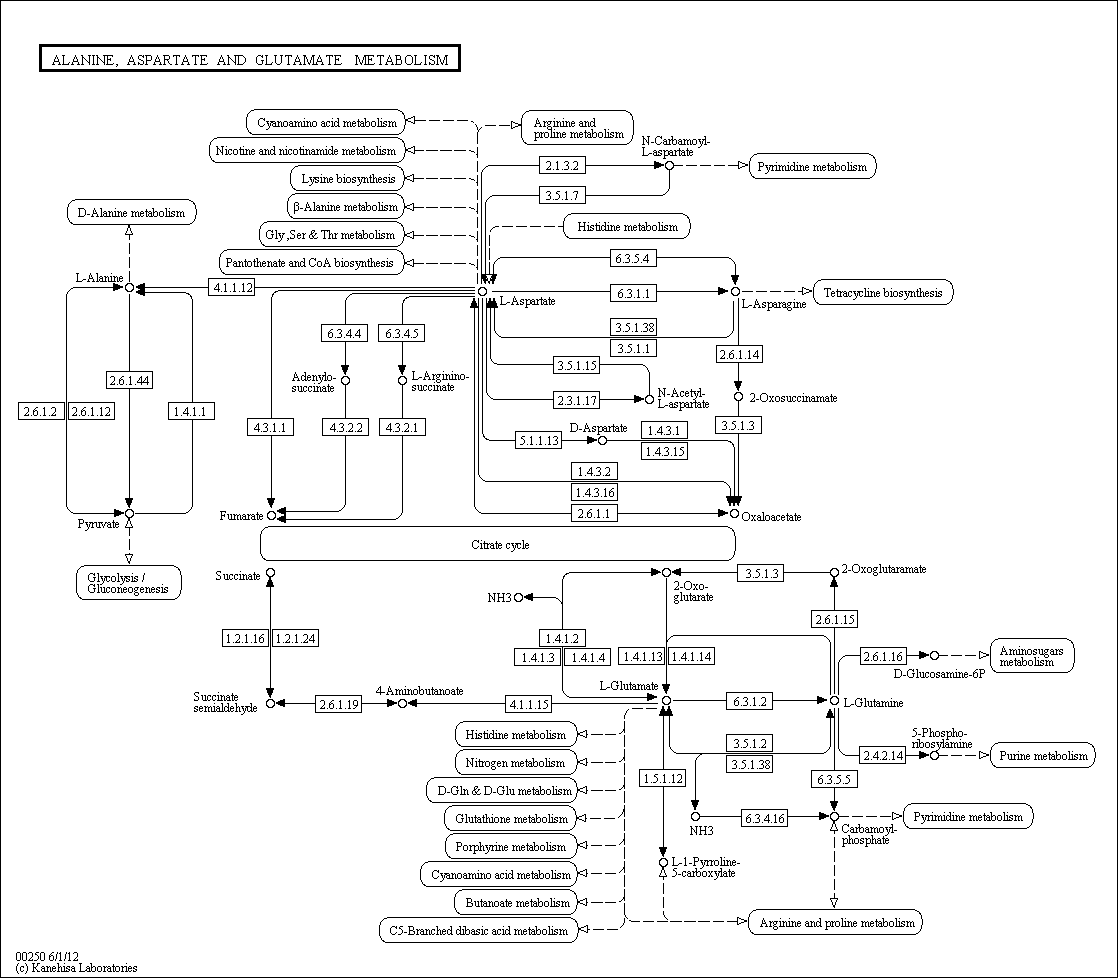 ALANINE, ASPARTATE AND GLUTAMATE METABOLISM
Cyanoamino acid metabolism
Arginine and
proline metabolism
Nicotine and nicotinamide metabolism
2.1.3.2
N-Carbamoyl-
L-aspartate
Pyrimidine metabolism
Lysine biosynthesis
3.5.1.7
β-Alanine metabolism
D-Alanine metabolism
Gly ,Ser & Thr metabolism
Histidine metabolism
Pantothenate and CoA biosynthesis
6.3.5.4
L-Alanine
4.1.1.12
L-Aspartate
6.3.1.1
L-Asparagine
Tetracycline biosynthesis
6.3.4.4
6.3.4.5
3.5.1.38
3.5.1.1
2.6.1.14
3.5.1.15
2.6.1.44
Adenylo-
succinate
L-Arginino-
succinate
2.3.1.17
N-Acetyl-
L-aspartate
2-Oxosuccinamate
2.6.1.2
2.6.1.12
1.4.1.1
4.3.1.1
4.3.2.2
4.3.2.1
D-Aspartate
5.1.1.13
1.4.3.1
1.4.3.15
3.5.1.3
1.4.3.2
1.4.3.16
2.6.1.1
Pyruvate
Fumarate
Oxaloacetate
Citrate cycle
Glycolysis /
Gluconeogenesis
Succinate
NH3
2-Oxo-
glutarate
3.5.1.3
2-Oxoglutaramate
1.2.1.16
1.2.1.24
1.4.1.2
1.4.1.3
1.4.1.4
1.4.1.13
1.4.1.14
2.6.1.15
2.6.1.16
D-Glucosamine-6P
Aminosugars
metabolism
Succinate
semialdehyde
2.6.1.19
4-Aminobutanoate
4.1.1.15
L-Glutamate
6.3.1.2
L-Glutamine
Histidine metabolism
Nitrogen metabolism
D-Gln & D-Glu metabolism
Glutathione metabolism
Porphyrine metabolism
Cyanoamino acid metabolism
Butanoate metabolism
C5-Branched dibasic acid metabolism
3.5.1.2
3.5.1.38
5-Phospho-
ribosylamine
2.4.2.14
Purine metabolism
1.5.1.12
6.3.5.5
NH3
6.3.4.16
Carbamoyl-
phosphate
Pyrimidine metabolism
L-1-Pyrroline-
5-carboxylate
Arginine and proline metabolism
00250 6/1/12
(c) Kanehisa Laboratories